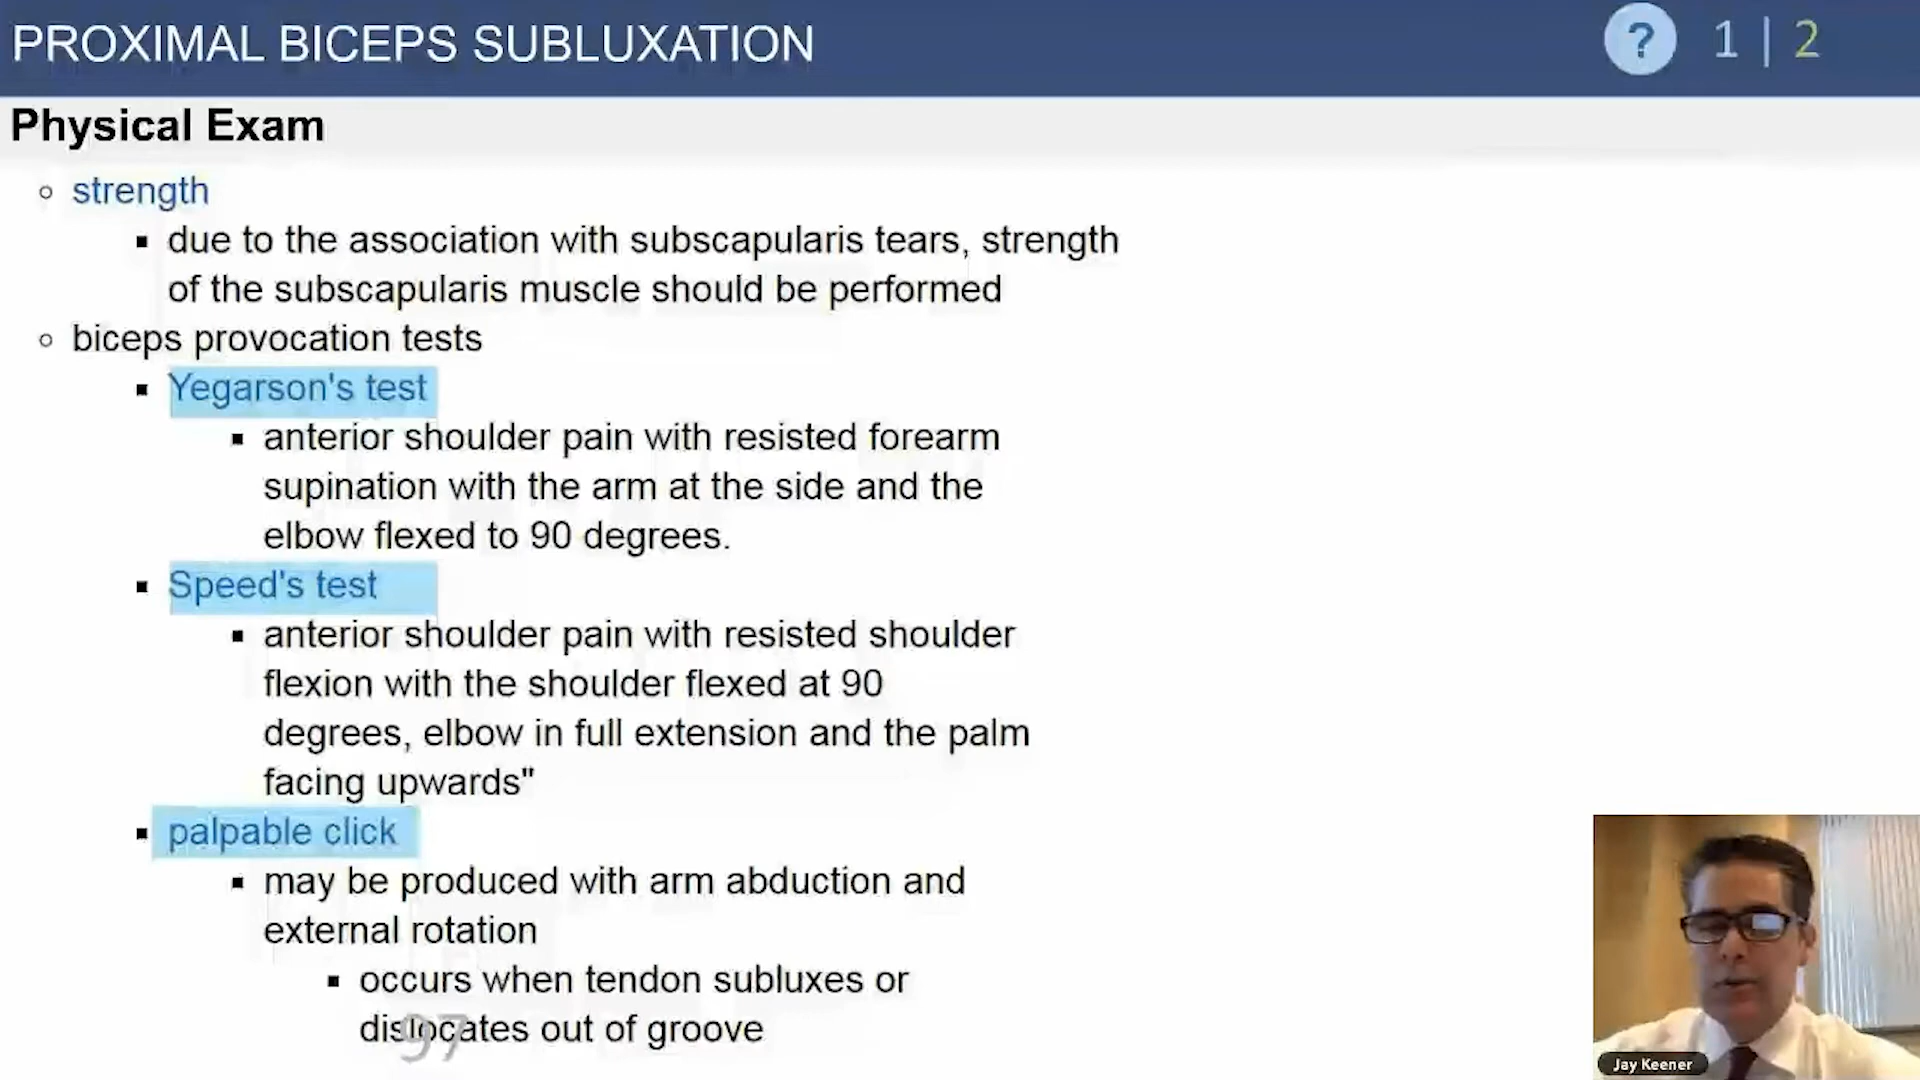 PROXIMAL BICEPS SUBLUXATION
? 1 | 2
Physical Exam
strength
due to the association with subscapularis tears, strength
of the subscapularis muscle should be performed
biceps provocation tests
Yegarson's test
anterior shoulder pain with resisted forearm
supination with the arm at the side and the
elbow flexed to 90 degrees.
Speed's test
anterior shoulder pain with resisted shoulder
flexion with the shoulder flexed at 90
degrees, elbow in full extension and the palm
facing upwards"
palpable click
may be produced with arm abduction and
external rotation
occurs when tendon subluxes or
dislocates out of groove
97
Jay Keener